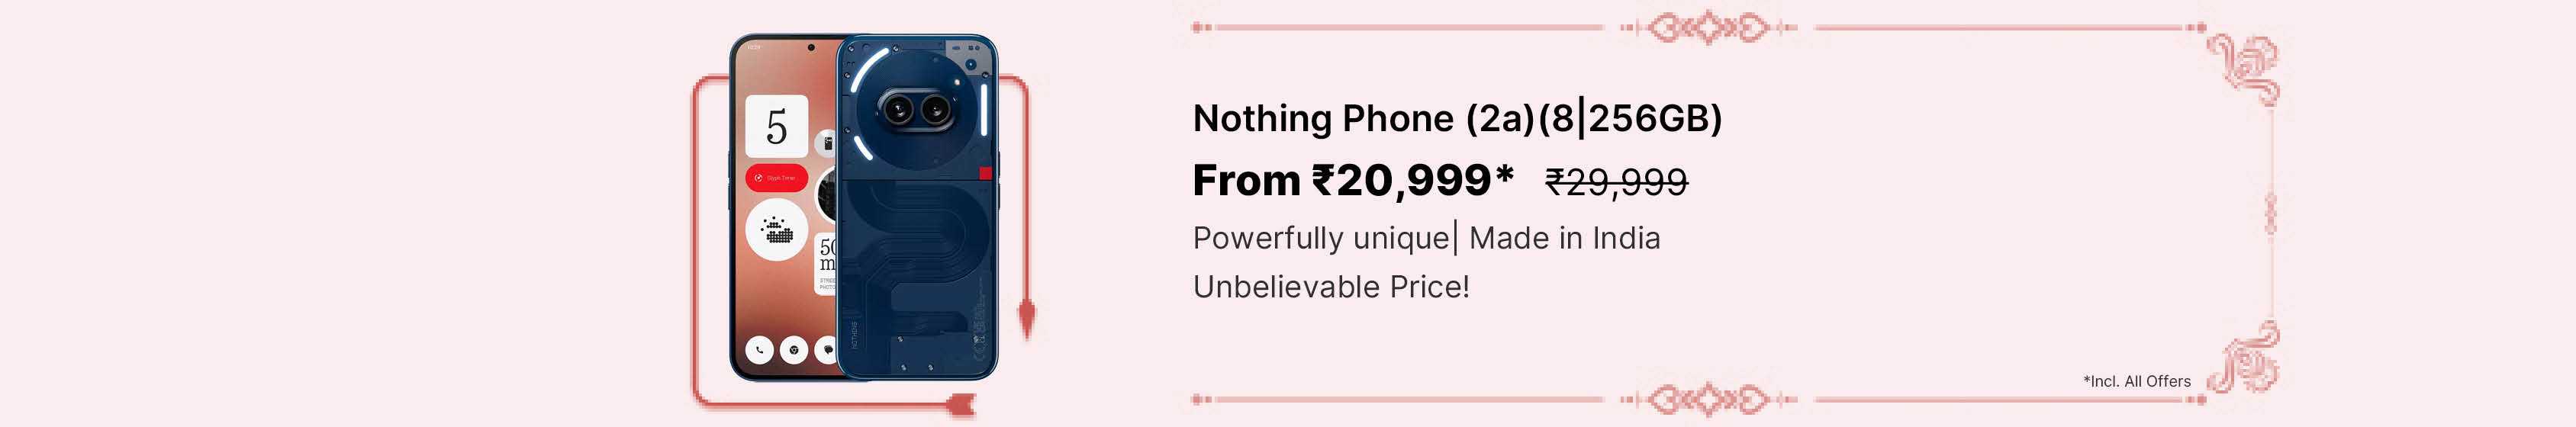 Nothing Phone (2a)(8|256GB)
From ₹20,999* ₹29,999
Powerfully unique| Made in India
Unbelievable Price!
*Incl. All Offers
5
50
m
NOTHING